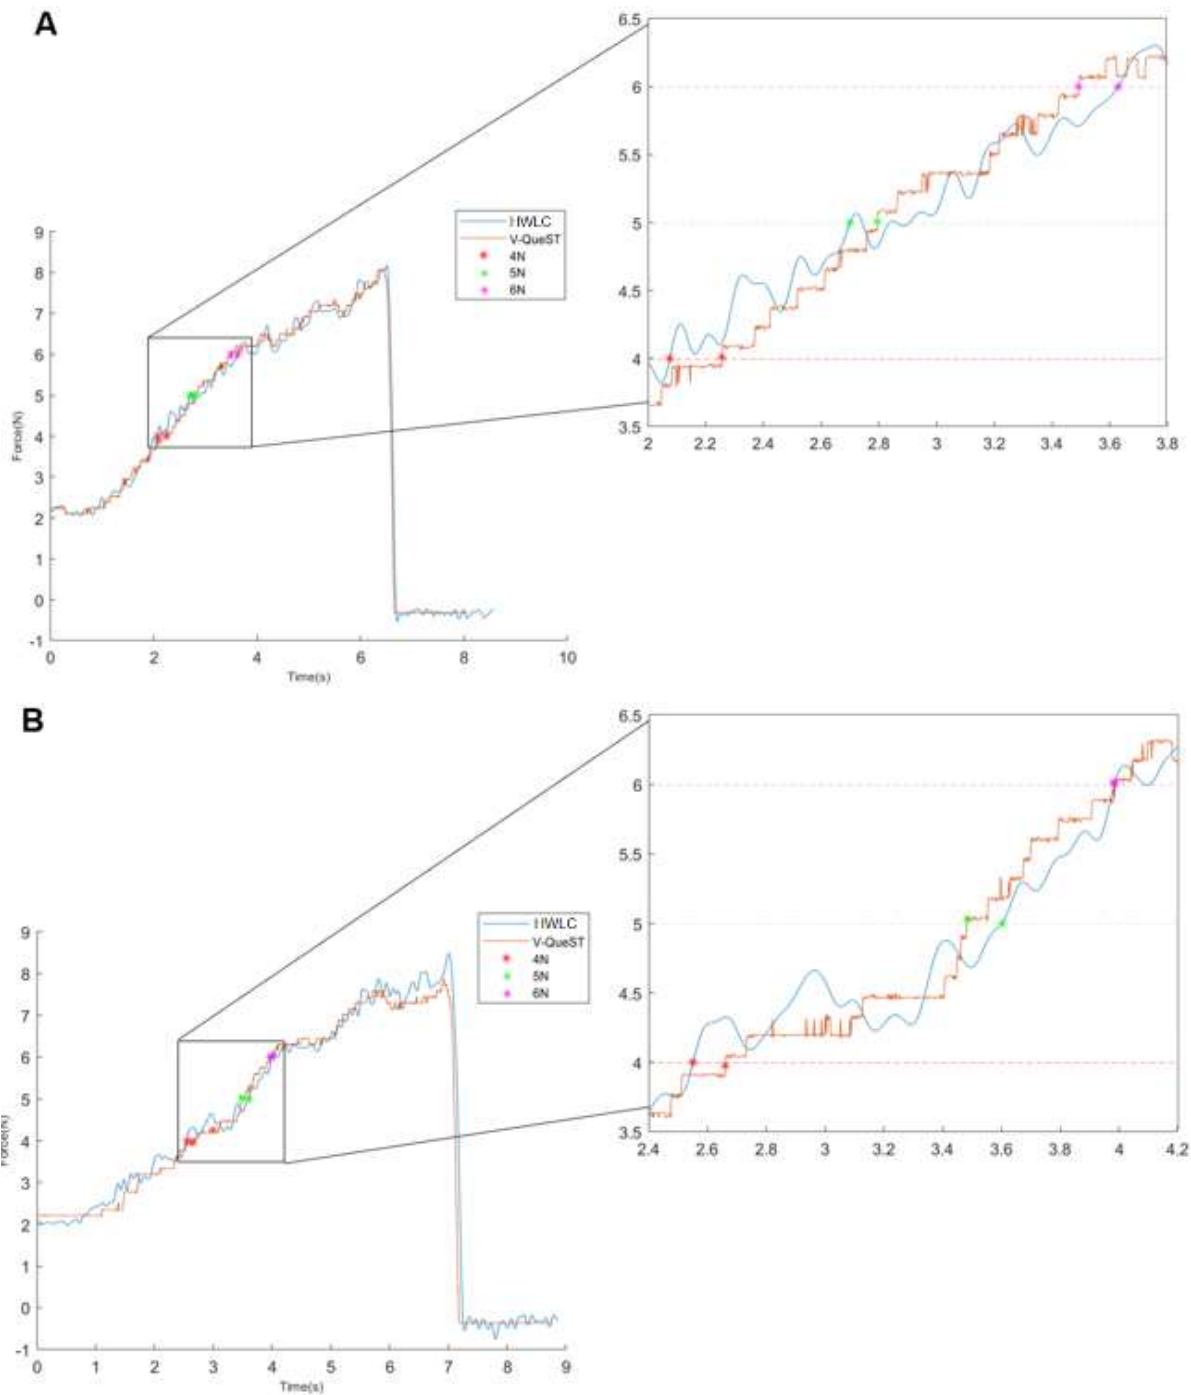 A
6.5
6
5.5
5
4.5
4
3.5
2 2.2 2.4 2.6 2.8 3 3.2 3.4 3.6 3.8
HWLC
V-QueST
4N
5N
6N
9
8
7
6
5
4
3
2
1
0
-1
Force(N)
0 2 4 6 8 10
Time(s)
B
6.5
6
5.5
5
4.5
4
3.5
2.4 2.6 2.8 3 3.2 3.4 3.6 3.8 4 4.2
HWLC
V-QueST
4N
5N
6N
9
8
7
6
5
4
3
2
1
0
-1
Force(N)
0 1 2 3 4 5 6 7 8 9
Time(s)